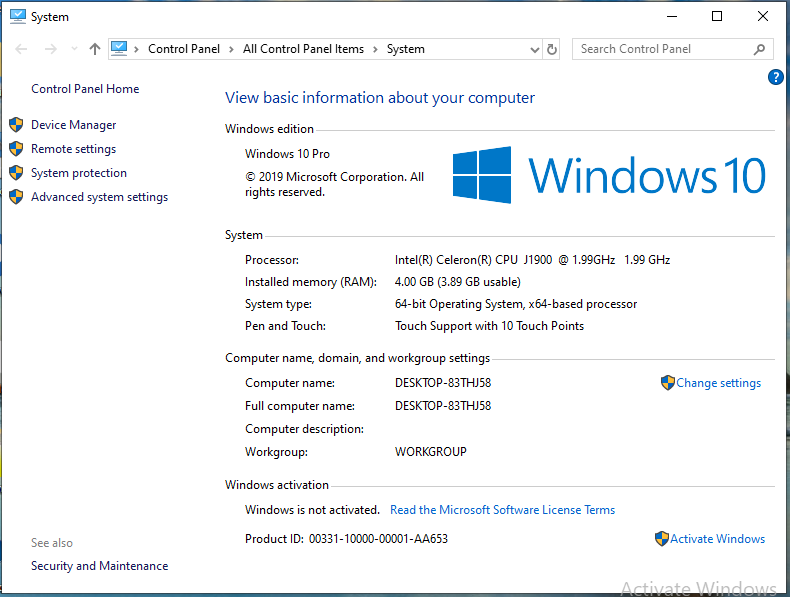 System
Control Panel > All Control Panel Items > System
Search Control Panel
?
Control Panel Home
Device Manager
Remote settings
System protection
Advanced system settings
View basic information about your computer
Windows edition
Windows 10 Pro
© 2019 Microsoft Corporation. All
rights reserved.
Windows 10
System
Processor: Intel(R) Celeron(R) CPU J1900 @ 1.99GHz 1.99 GHz
Installed memory (RAM): 4.00 GB (3.89 GB usable)
System type: 64-bit Operating System, x64-based processor
Pen and Touch: Touch Support with 10 Touch Points
Computer name, domain, and workgroup settings
Computer name: DESKTOP-83THJ58
Change settings
Full computer name: DESKTOP-83THJ58
Computer description:
Workgroup: WORKGROUP
Windows activation
Windows is not activated. Read the Microsoft Software License Terms
Product ID: 00331-10000-00001-AA653
Activate Windows
See also
Security and Maintenance
Activate Windows